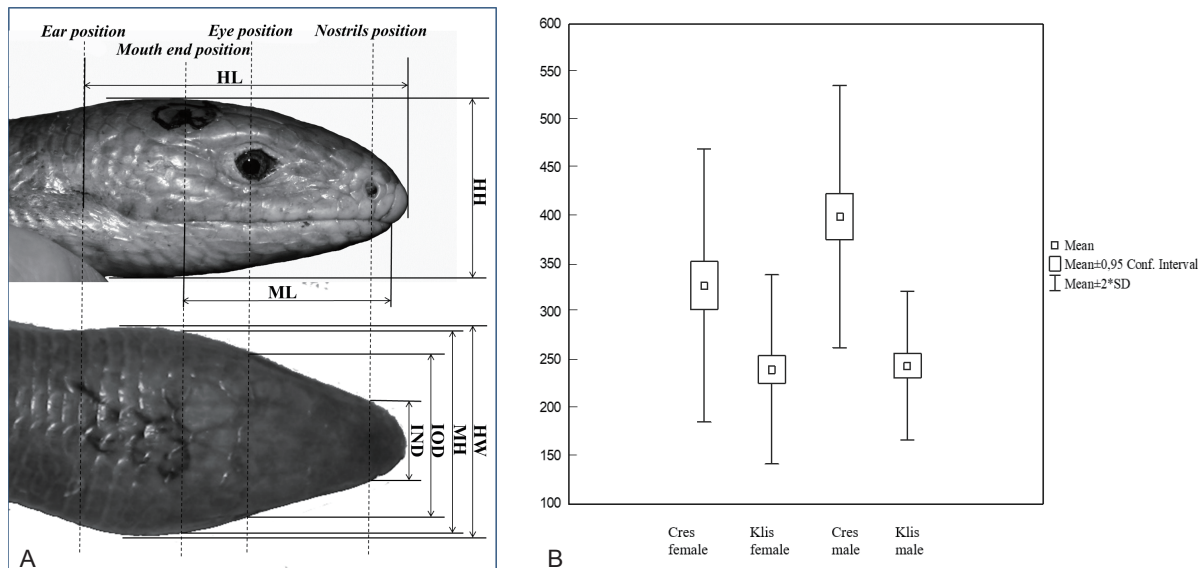 Ear position
Eye position
Nostrils position
Mouth end position
HL
HH
ML
IND
IOD
MH
HW
A
600
550
500
450
400
350
300
250
200
150
100
Cres
female
Klis
female
Cres
male
Klis
male
Mean
Mean±0,95 Conf. Interval
Mean±2*SD
B